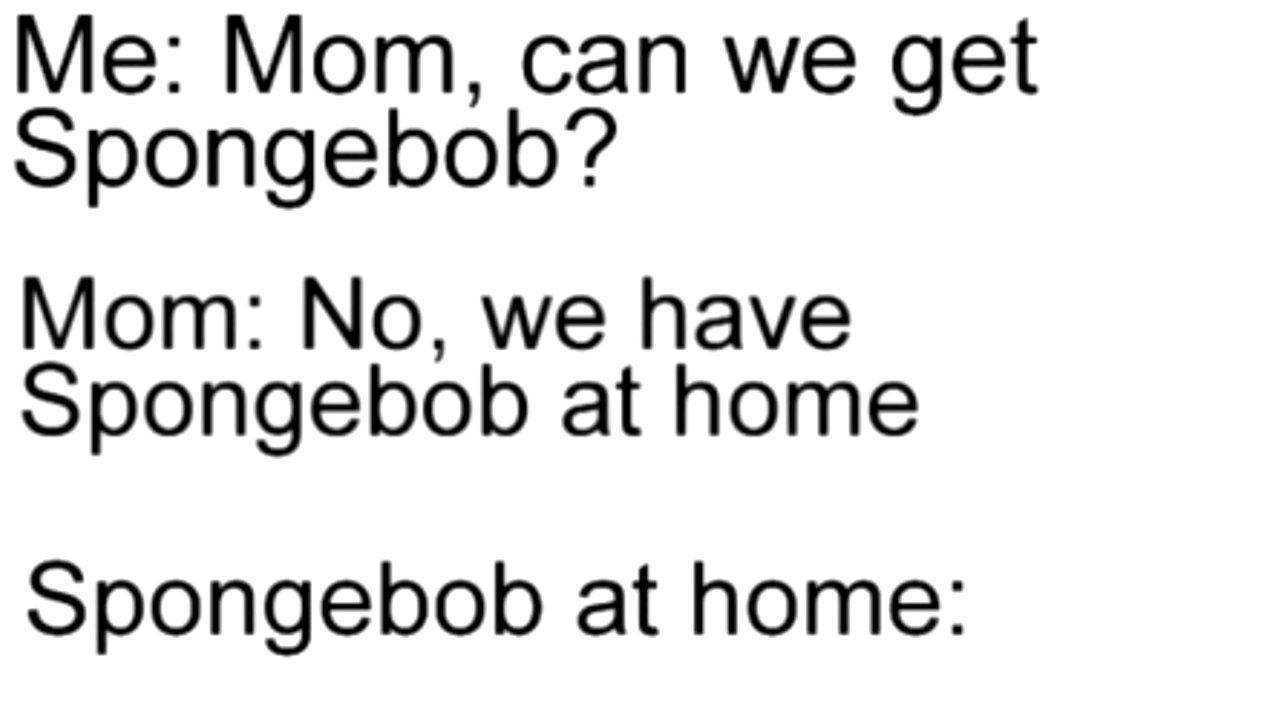 Me: Mom, can we get
Spongebob?
Mom: No, we have
Spongebob at home
Spongebob at home: